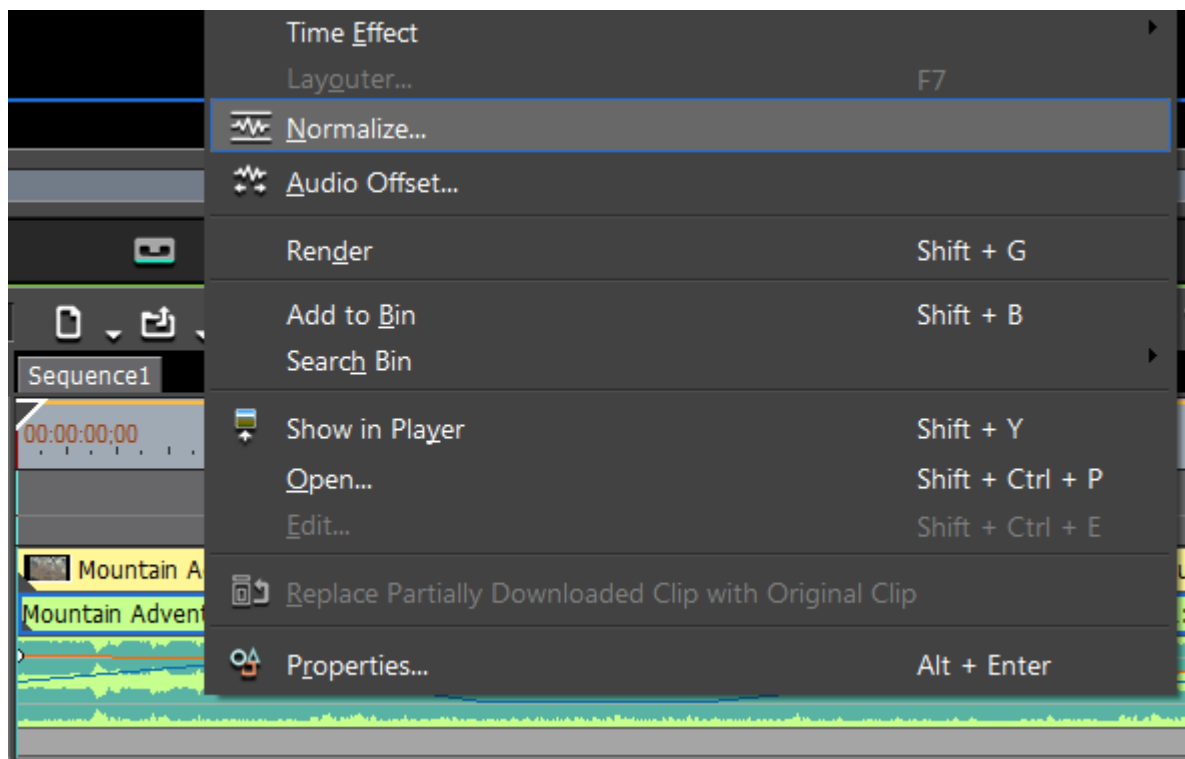 Time Effect
Layouter... F7
Normalize...
Audio Offset...
Render Shift + G
Add to Bin Shift + B
Search Bin
Show in Player Shift + Y
Open... Shift + Ctrl + P
Edit... Shift + Ctrl + E
Replace Partially Downloaded Clip with Original Clip
Properties... Alt + Enter
Sequence1
00:00:00;00
Mountain A
Mountain Advent